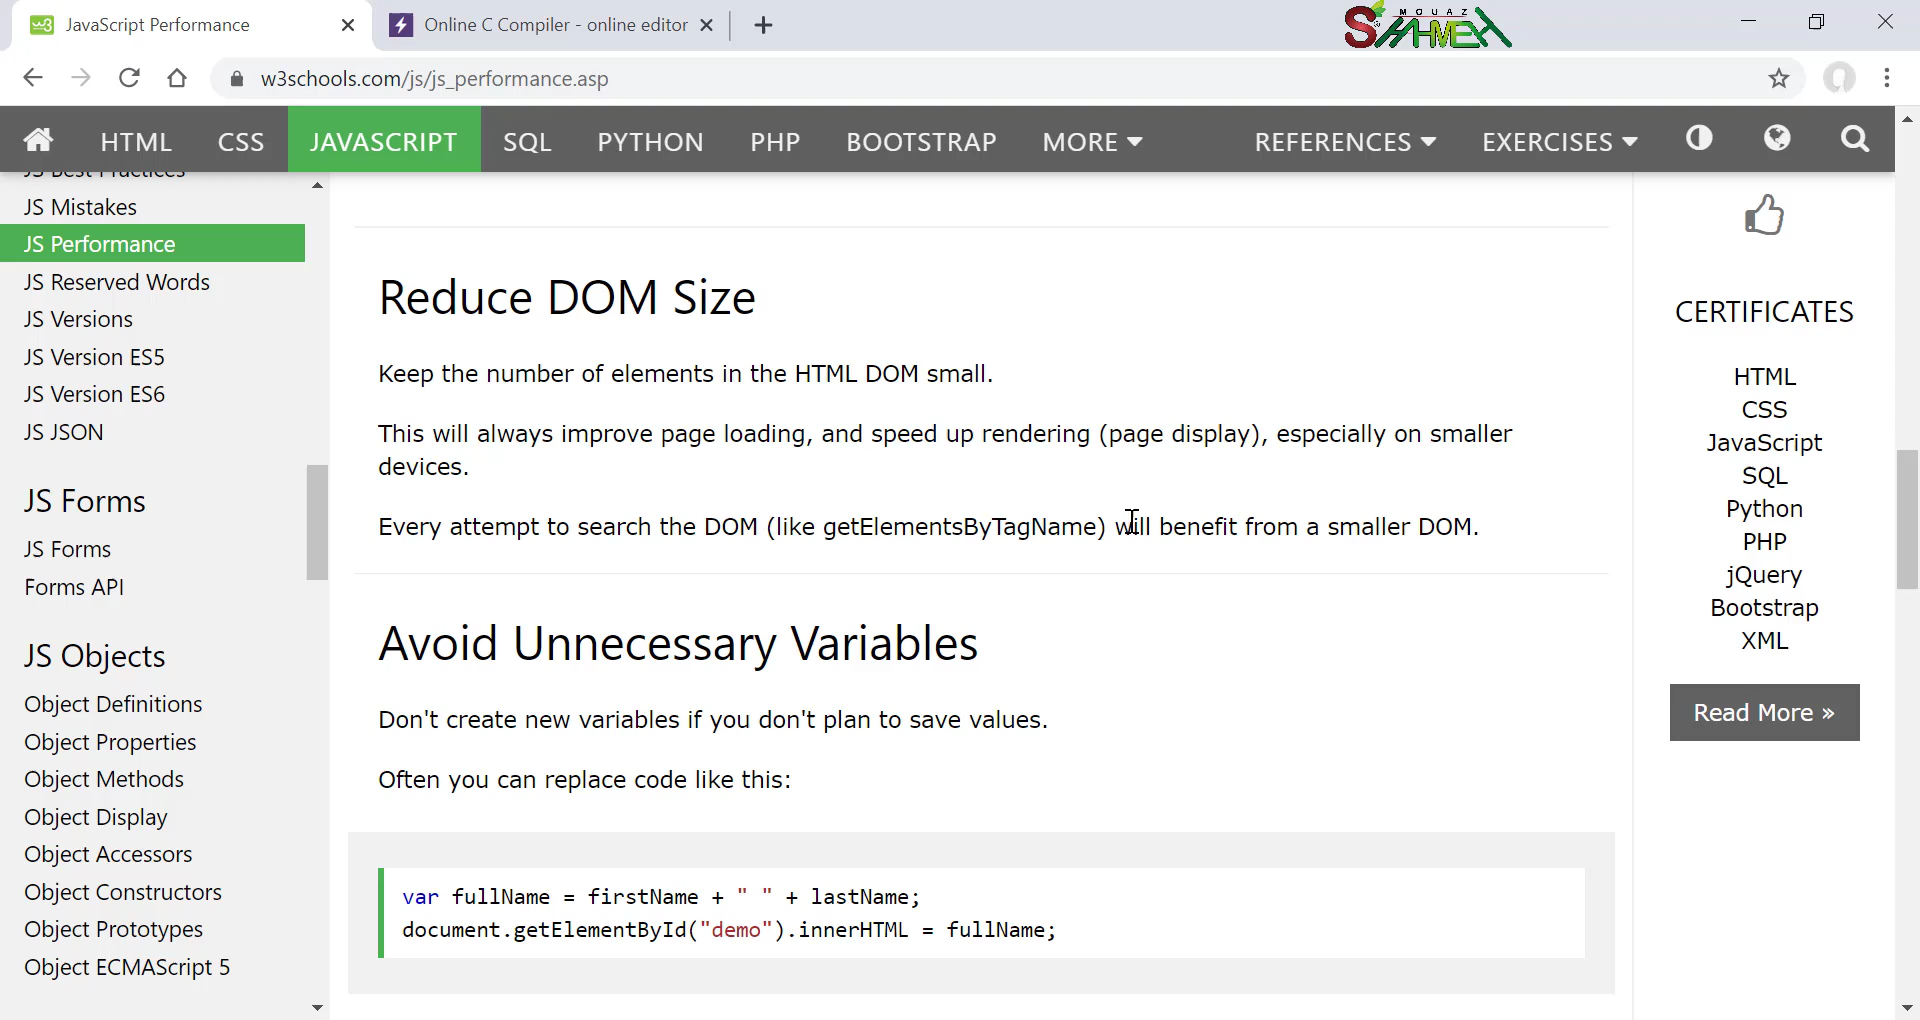 JavaScript Performance
Online C Compiler - online editor
MOUAZ
w3schools.com/js/js_performance.asp
HTML CSS JAVASCRIPT SQL PYTHON PHP BOOTSTRAP MORE REFERENCES EXERCISES
JS Best Practices
JS Mistakes
JS Performance
JS Reserved Words
JS Versions
JS Version ES5
JS Version ES6
JS JSON
JS Forms
JS Forms
Forms API
JS Objects
Object Definitions
Object Properties
Object Methods
Object Display
Object Accessors
Object Constructors
Object Prototypes
Object ECMAScript 5
Reduce DOM Size
Keep the number of elements in the HTML DOM small.
This will always improve page loading, and speed up rendering (page display), especially on smaller
devices.
Every attempt to search the DOM (like getElementsByTagName) will benefit from a smaller DOM.
Avoid Unnecessary Variables
Don't create new variables if you don't plan to save values.
Often you can replace code like this:
var fullName = firstName + " " + lastName;
document.getElementById("demo").innerHTML = fullName;
CERTIFICATES
HTML
CSS
JavaScript
SQL
Python
PHP
jQuery
Bootstrap
XML
Read More »